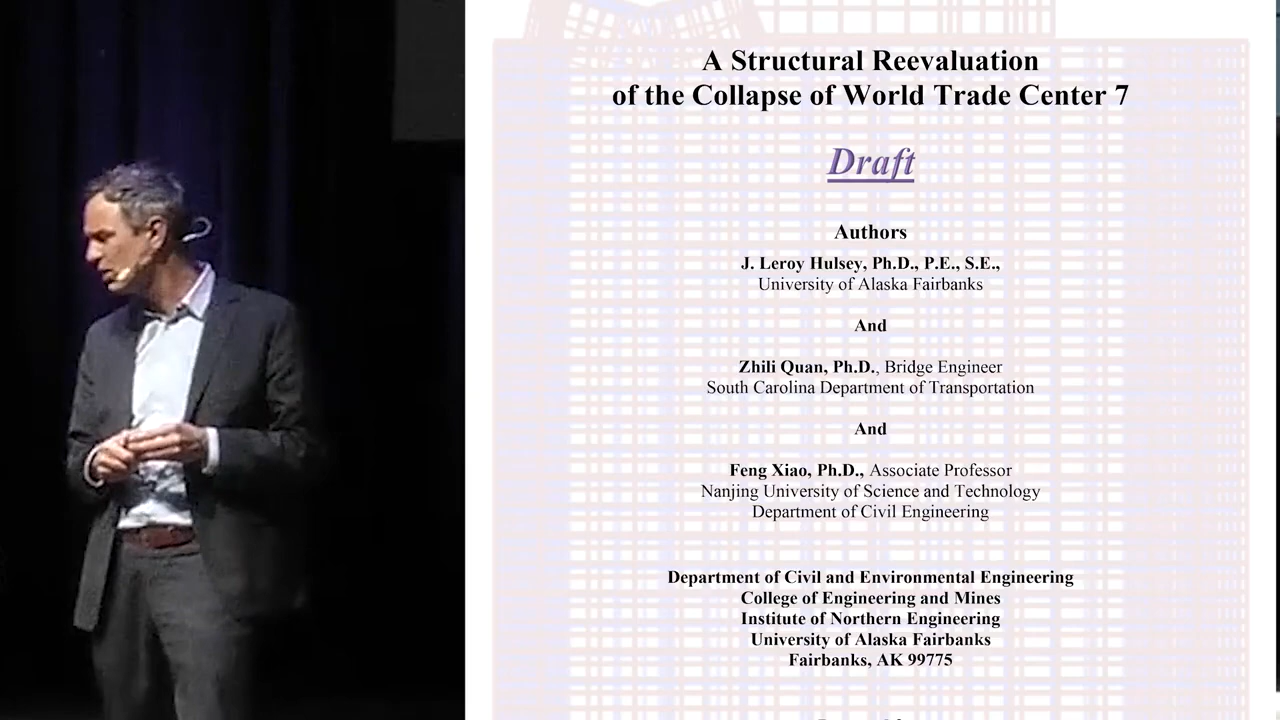 A Structural Reevaluation
of the Collapse of World Trade Center 7
Draft
Authors
J. Leroy Hulsey, Ph.D., P.E., S.E.,
University of Alaska Fairbanks
And
Zhili Quan, Ph.D., Bridge Engineer
South Carolina Department of Transportation
And
Feng Xiao, Ph.D., Associate Professor
Nanjing University of Science and Technology
Department of Civil Engineering
Department of Civil and Environmental Engineering
College of Engineering and Mines
Institute of Northern Engineering
University of Alaska Fairbanks
Fairbanks, AK 99775